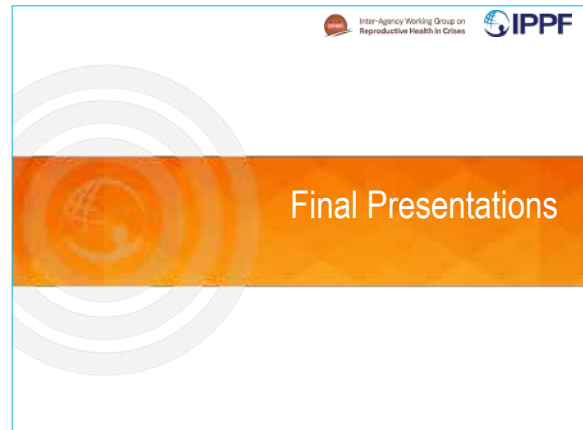 Inter-Agency Working Group on
Reproductive Health in Crises
IPPF
Final Presentations